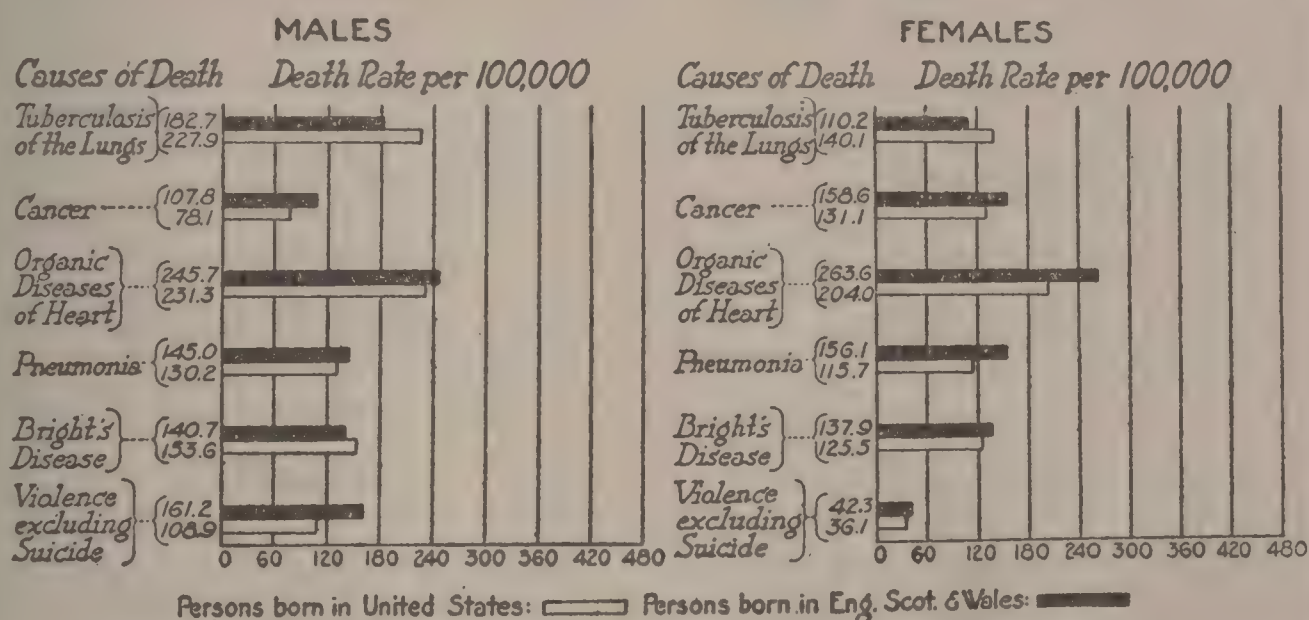 MALES
Causes of Death Death Rate per 100,000
Tuberculosis
of the Lungs
182.7
227.9
Cancer
107.8
78.1
Organic
Diseases
of Heart
245.7
231.3
Pneumonia
145.0
130.2
Bright's
Disease
140.7
153.6
Violence
excluding
Suicide
161.2
108.9
0 60 120 180 240 300 360 420 480
FEMALES
Causes of Death Death Rate per 100,000
Tuberculosis
of the Lungs
110.2
140.1
Cancer
158.6
131.1
Organic
Diseases
of Heart
263.6
204.0
Pneumonia
156.1
115.7
Bright's
Disease
137.9
125.5
Violence
excluding
Suicide
42.3
36.1
0 60 120 180 240 300 360 420 480
Persons born in United States: Persons born in Eng. Scot. & Wales: